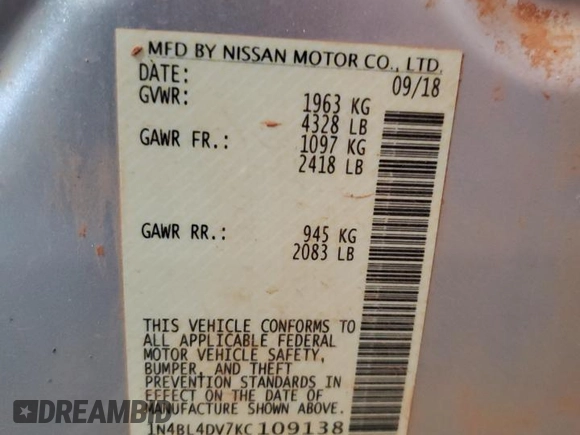 MFD BY NISSAN MOTOR CO., LTD.
DATE: 09/18
GVWR: 1963 KG
4328 LB
GAWR FR.: 1097 KG
2418 LB
GAWR RR.: 945 KG
2083 LB
THIS VEHICLE CONFORMS TO
ALL APPLICABLE FEDERAL
MOTOR VEHICLE SAFETY,
BUMPER, AND THEFT
PREVENTION STANDARDS IN
EFFECT ON THE DATE OF
MANUFACTURE SHOWN ABOVE.
1N4BL4DV7KC109138
DREAMBID